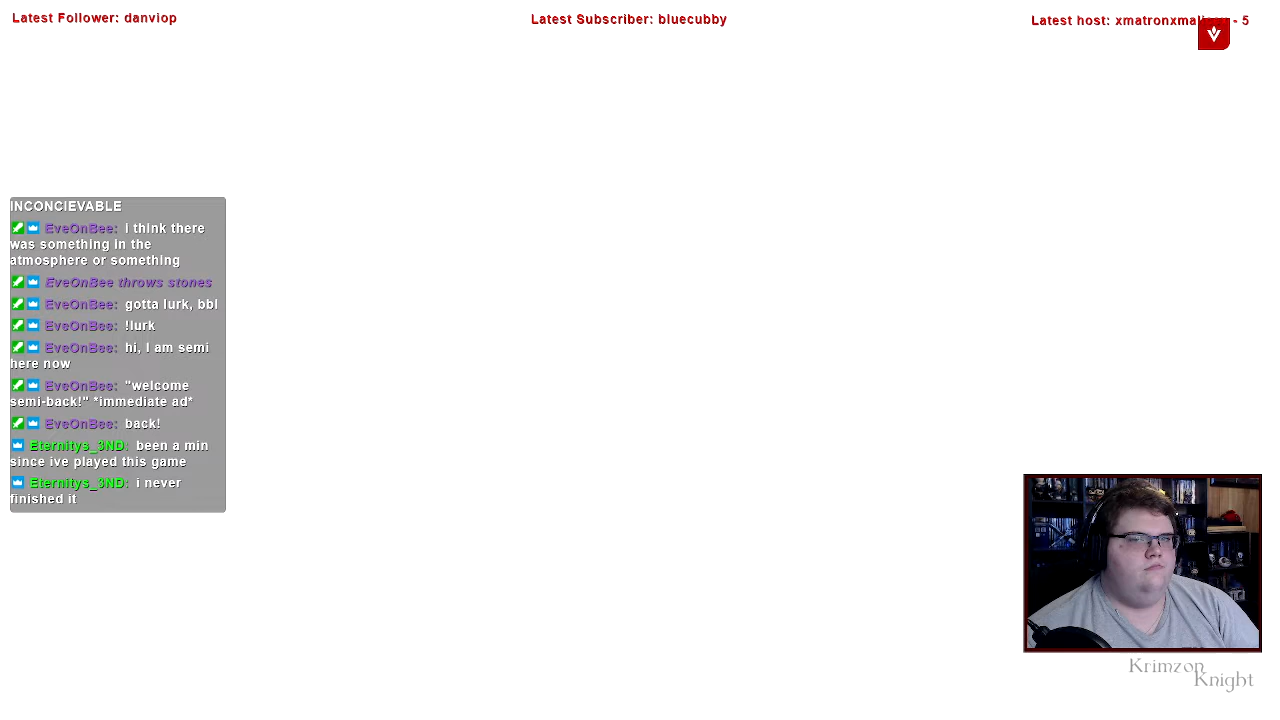 Latest Follower: danviop
Latest Subscriber: bluecubby
Latest host: - 5
INCONCIEVABLE
EveOnBee: i think there
was something in the
atmosphere or something
EveOnBee throws stones
EveOnBee: gotta lurk, bbl
EveOnBee: !lurk
EveOnBee: hi, I am semi
here now
EveOnBee: "welcome
semi-back!" *immediate ad*
EveOnBee: back!
Eternitys_3ND: been a min
since ive played this game
Eternitys_3ND: i never
finished it
Krimzon
Knight